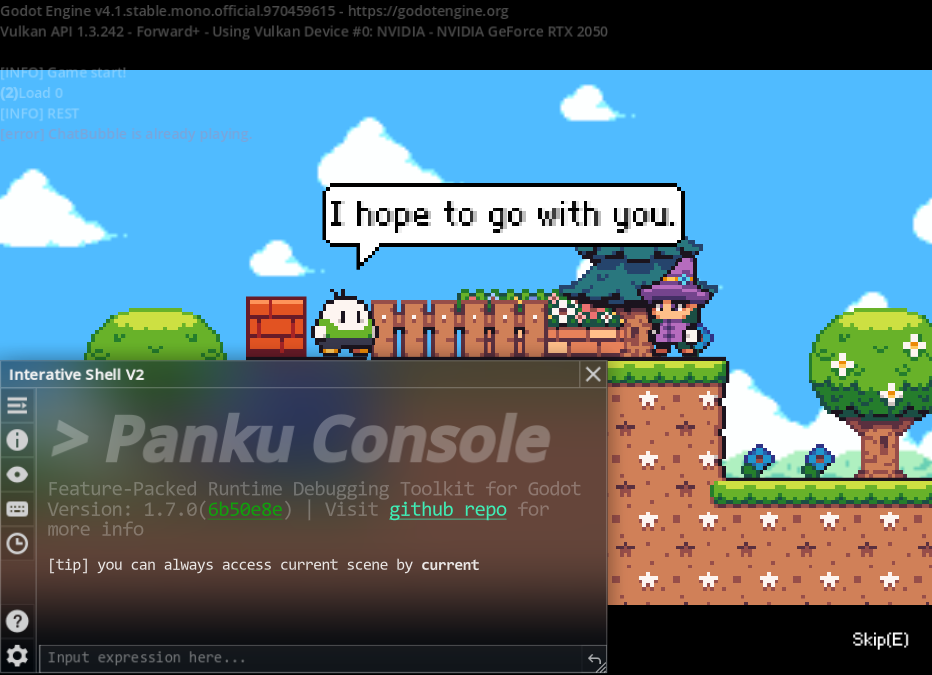 Godot Engine v4.1.stable.mono.official.970459615 - https://godotengine.org
Vulkan API 1.3.242 - Forward+ - Using Vulkan Device #0: NVIDIA - NVIDIA GeForce RTX 2050
[INFO] Game start!
(2)Load 0
[INFO] REST
[error] ChatBubble is already playing
I hope to go with you.
Interative Shell V2
> Panku Console
Feature-Packed Runtime Debugging Toolkit for Godot
Version: 1.7.0(6b50e8e) | Visit github repo for
more info
[tip] you can always access current scene by current
Input expression here...
Skip(E)